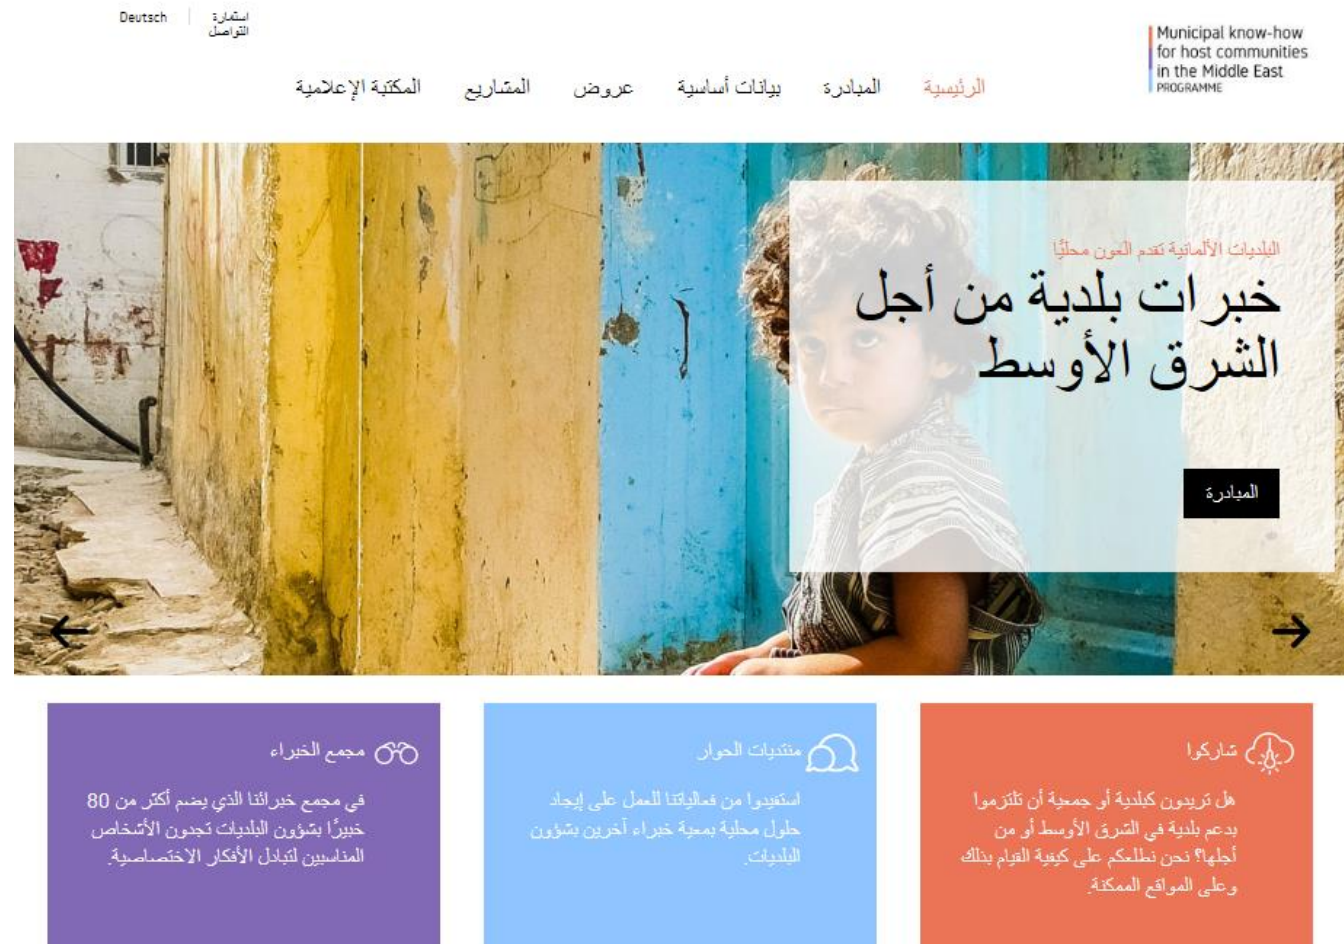 Municipal know-how
for host communities
in the Middle East
PROGRAMME
استمارة
التواصل
Deutsch
الرئيسية
المبادرة
بيانات أساسية
عروض
المشاريع
المكتبة الإعلامية
البلديات الألمانية تقدم العون محليًا
خبرات بلدية من أجل
الشرق الأوسط
المبادرة
شاركوا
هل تريدون كبلدية أو جمعية أن تلتزموا
بدعم بلدية في الشرق الأوسط أو من
أجلها؟ نحن نطلعكم على كيفية القيام بذلك
وعلى المواقع الممكنة.
منتديات الحوار
استفيدوا من فعالياتنا للعمل على إيجاد
حلول محلية بمعية خبراء آخرين بشؤون
البلديات.
مجمع الخبراء
في مجمع خبرائنا الذي يضم أكثر من 80
خبيرًا بشؤون البلديات تجدون الأشخاص
المناسبين لتبادل الأفكار الاختصاصية.